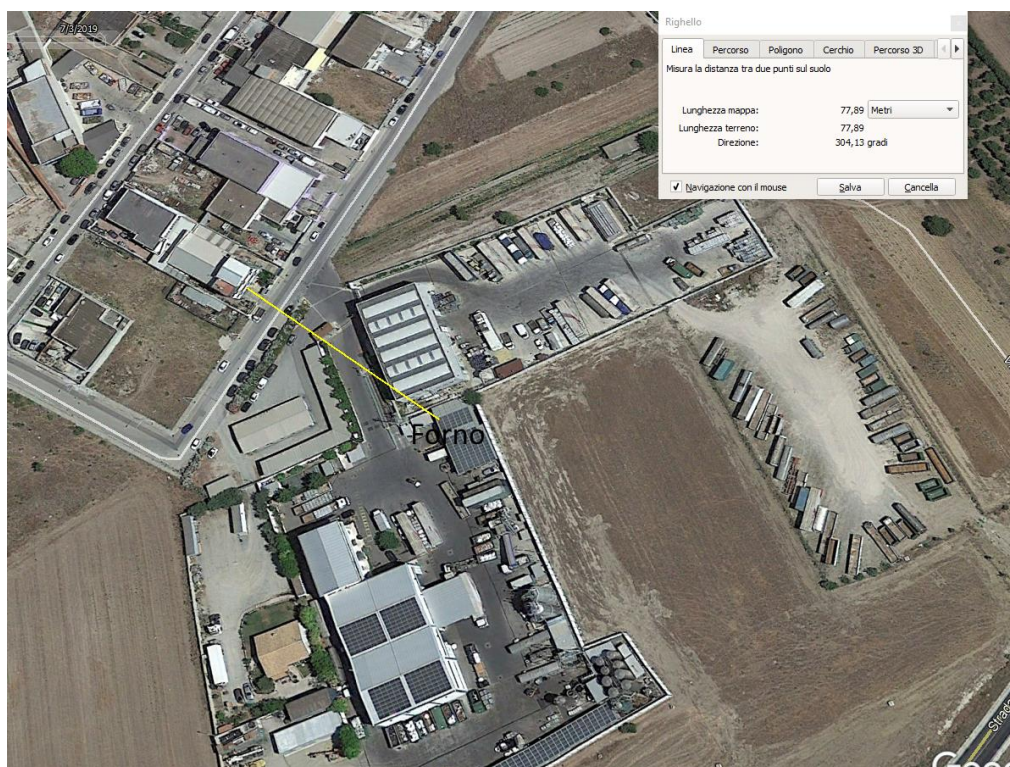 7/3/2019
Righello
Linea Percorso Poligono Cerchio Percorso 3D
Misura la distanza tra due punti sul suolo
Lunghezza mappa: 77,89 Metri
Lunghezza terreno: 77,89
Direzione: 304,13 gradi
Navigazione con il mouse Salva Cancella
Forno
Strada